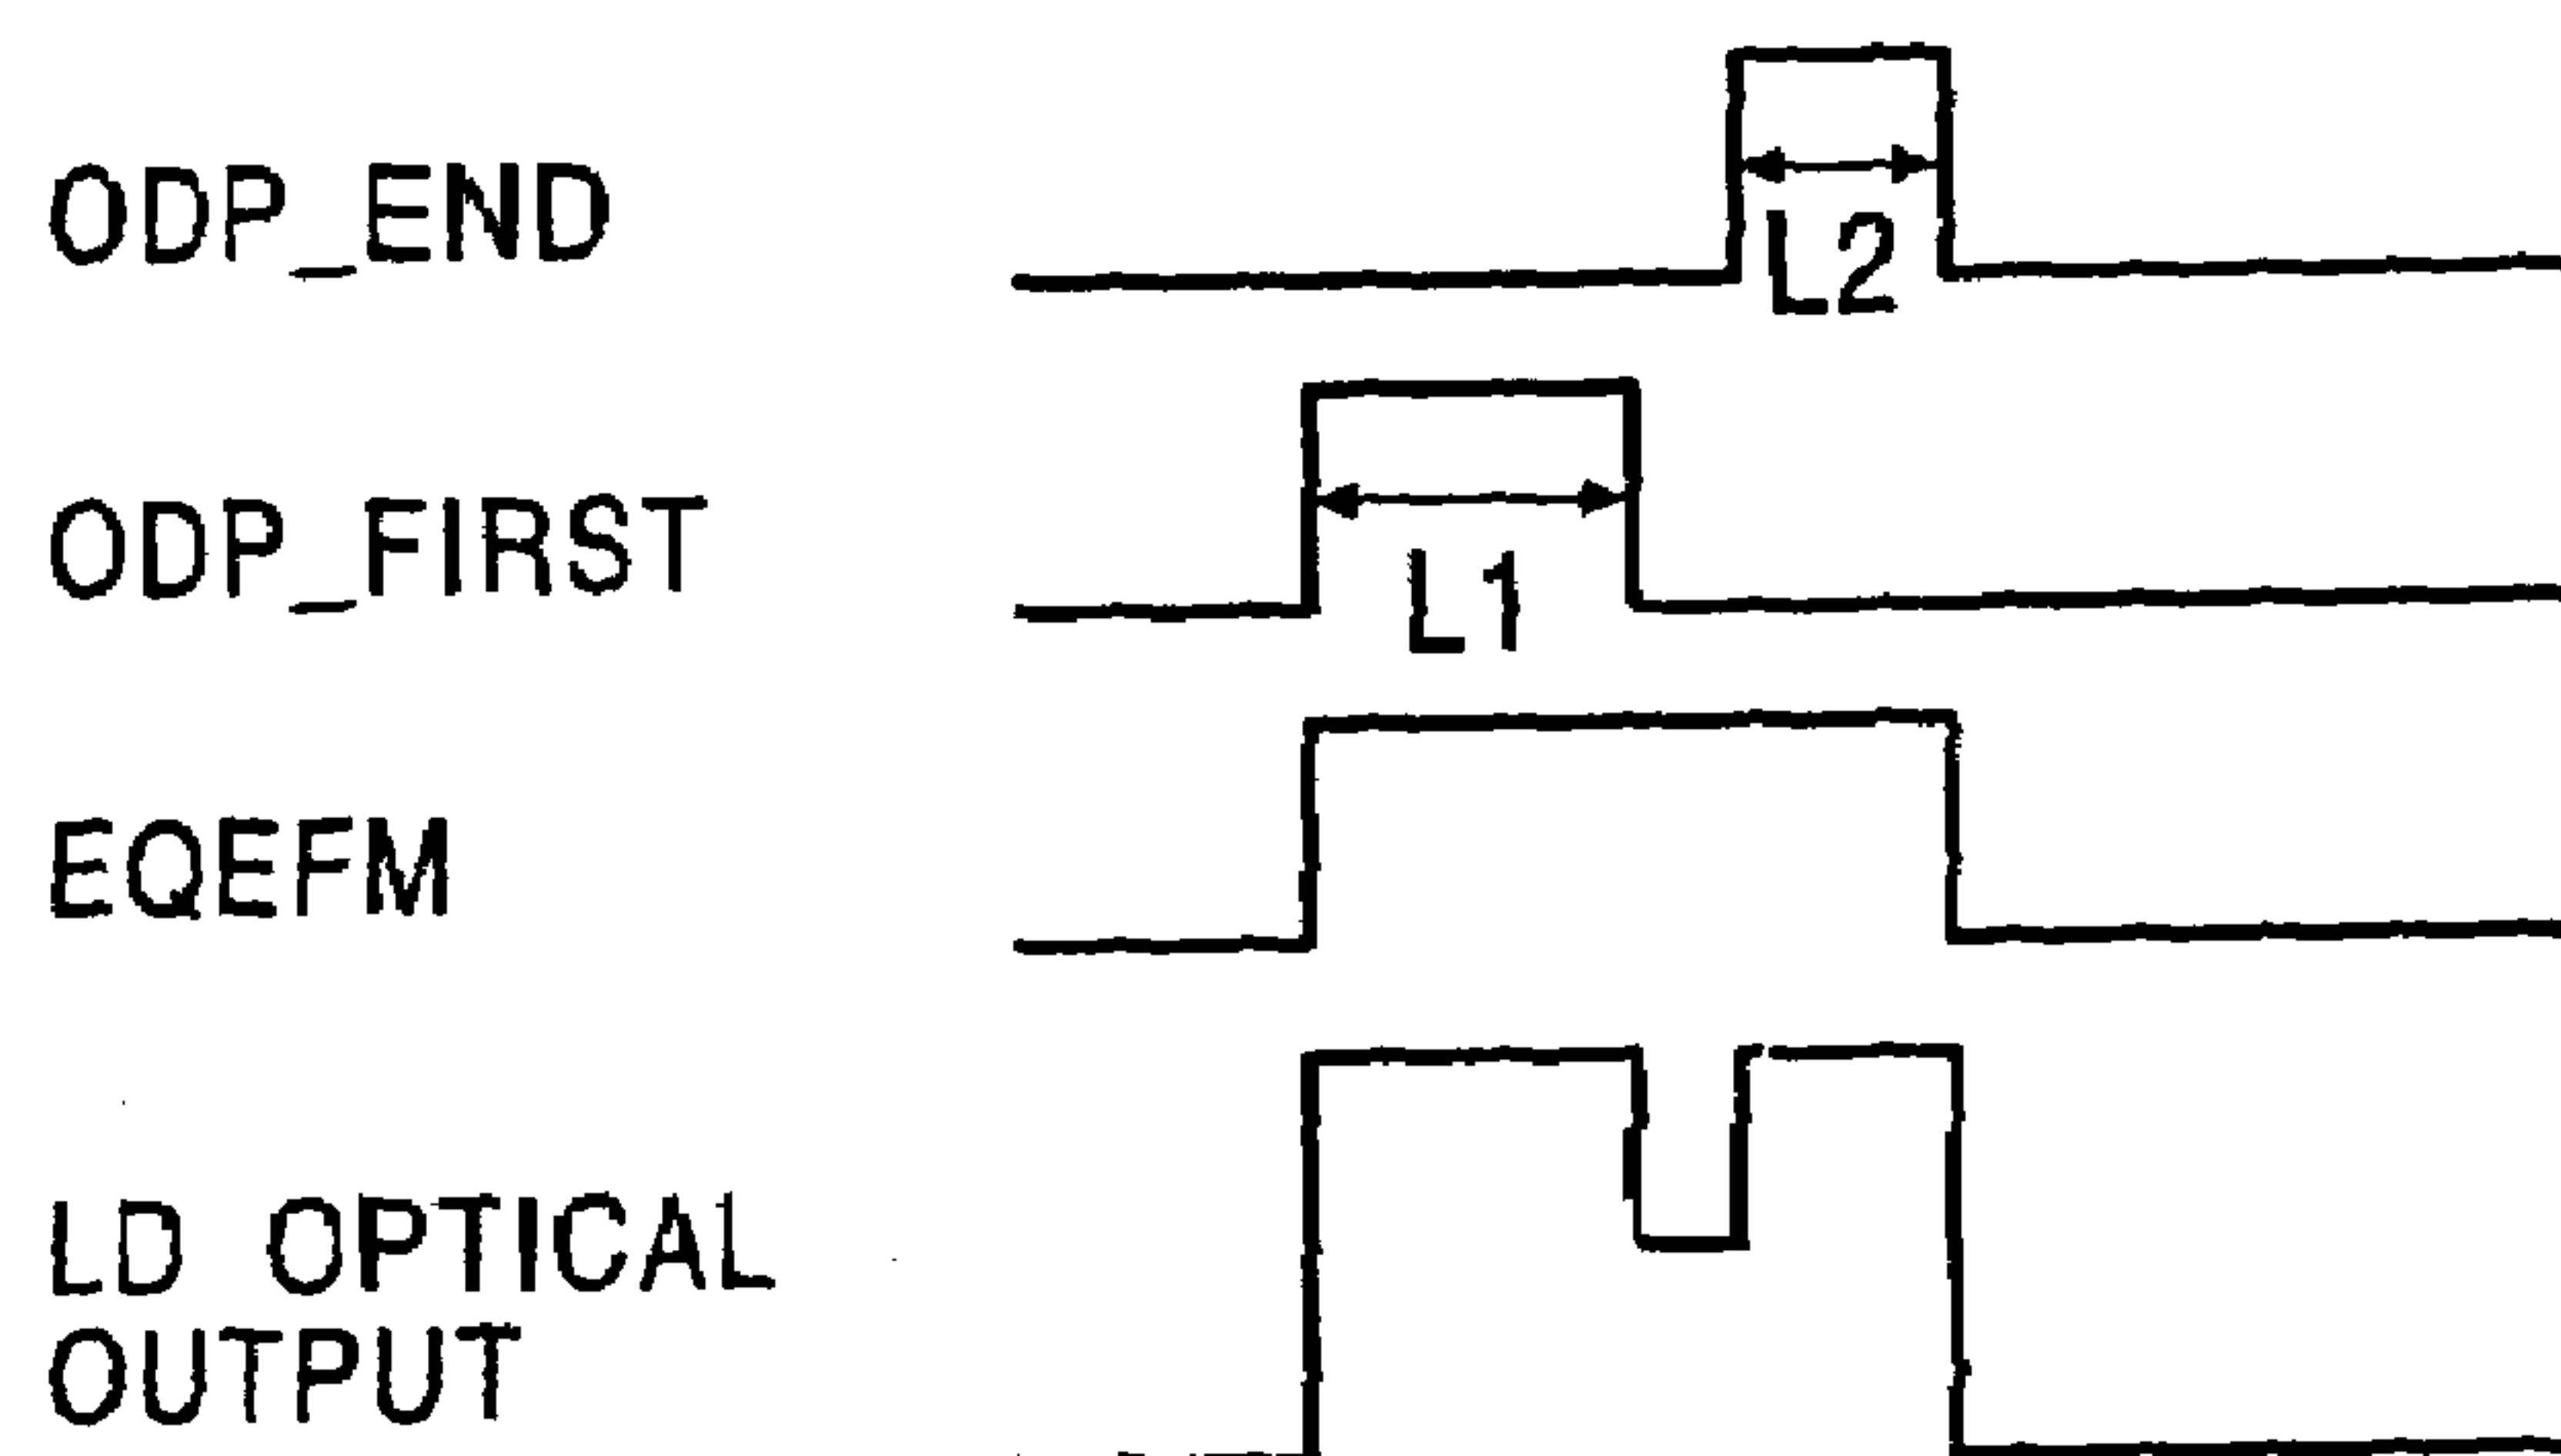 ODP_END
L2
ODP_FIRST
L1
EQEFM
LD OPTICAL
OUTPUT